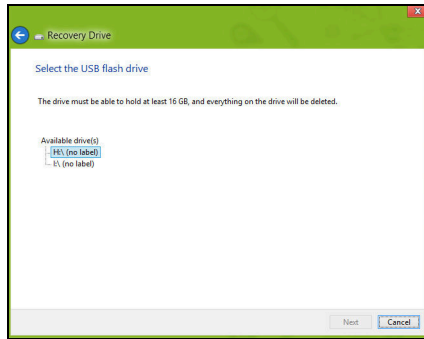 Recovery Drive
Select the USB flash drive
The drive must be able to hold at least 16 GB, and everything on the drive will be deleted.
Available drive(s)
H:\ (no label)
I:\ (no label)
Next Cancel